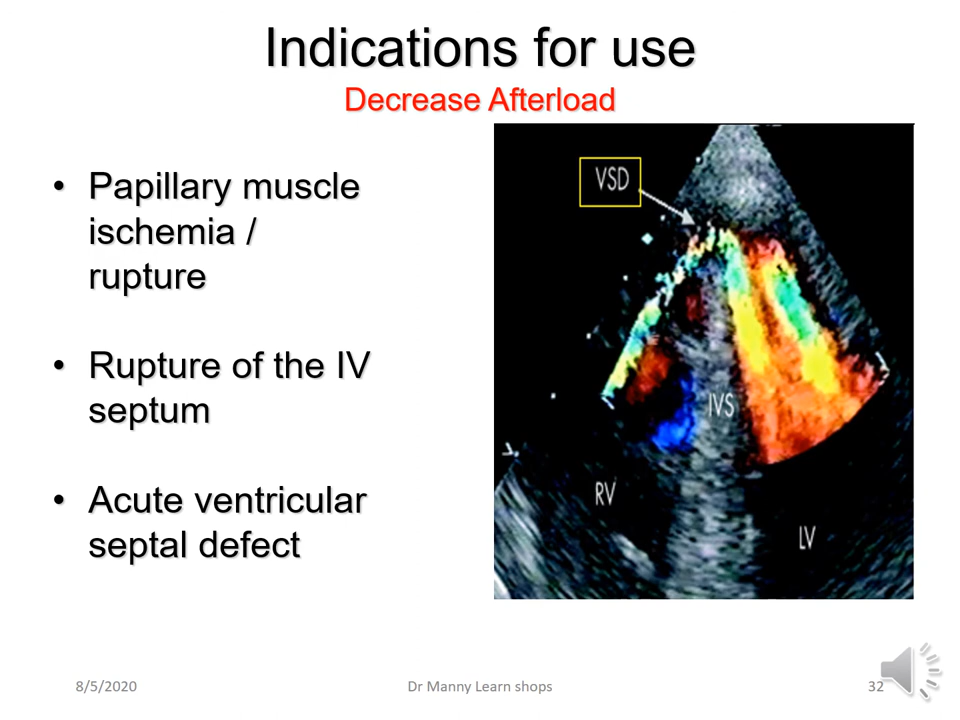 Indications for use
Decrease Afterload
• Papillary muscle
ischemia /
rupture
• Rupture of the IV
septum
• Acute ventricular
septal defect
VSD
IVS
RV
LV
8/5/2020
Dr Manny Learn shops
32